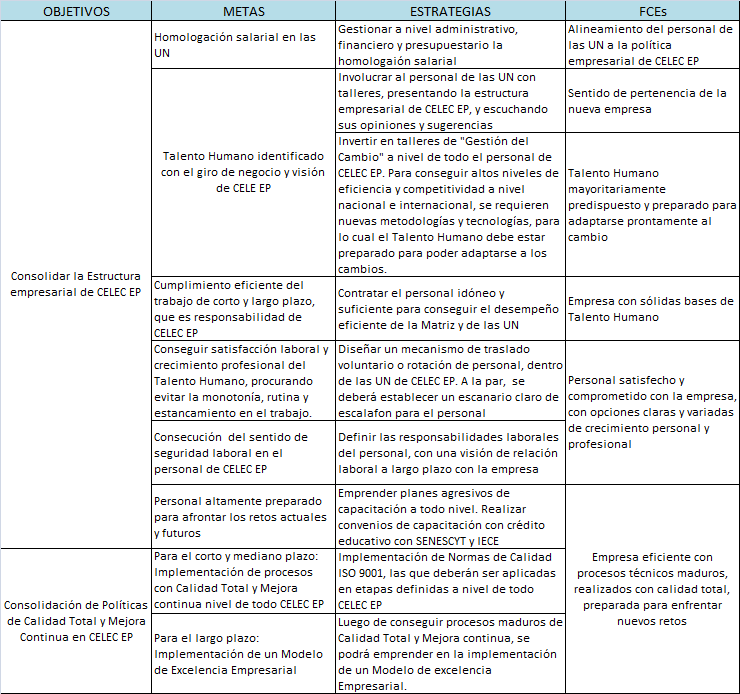 OBJETIVOS
METAS
ESTRATEGIAS
FCEs
Consolidar la Estructura
empresarial de CELEC EP
Homologación salarial en las
UN
Gestionar a nivel administrativo,
financiero y presupuestario la
homologaión salarial
Alineamiento del personal de
las UN a la política
empresarial de CELEC EP
Talento Humano identificado
con el giro de negocio y visión
de CELE EP
Involucrar al personal de las UN con
talleres, presentando la estructura
empresarial de CELEC EP, y escuchando
sus opiniones y sugerencias
Sentido de pertenencia de la
nueva empresa
Invertir en talleres de "Gestión del
Cambio" a nivel de todo el personal de
CELEC EP. Para conseguir altos niveles de
eficiencia y competitividad a nivel
nacional e internacional, se requieren
nuevas metodologías y tecnologías, para
lo cual el Talento Humano debe estar
preparado para poder adaptarse a los
cambios.
Talento Humano
mayoritariamente
predispuesto y preparado para
adaptarse prontamente al
cambio
Cumplimiento eficiente del
trabajo de corto y largo plazo,
que es responsabilidad de
CELEC EP
Contratar el personal idóneo y
suficiente para conseguir el desempeño
eficiente de la Matriz y de las UN
Empresa con sólidas bases de
Talento Humano
Conseguir satisfacción laboral y
crecimiento profesional del
Talento Humano, procurando
evitar la monotonía, rutina y
estancamiento en el trabajo.
Diseñar un mecanismo de traslado
voluntario o rotación de personal, dentro
de las UN de CELEC EP. A la par, se
deberá establecer un escanario claro de
escalafon para el personal
Personal satisfecho y
comprometido con la empresa,
con opciones claras y variadas
de crecimiento personal y
profesional
Consecución del sentido de
seguridad laboral en el
personal de CELEC EP
Definir las responsabilidades laborales
del personal, con una visión de relación
laboral a largo plazo con la empresa
Personal altamente preparado
para afrontar los retos actuales
y futuros
Emprender planes agresivos de
capacitación a todo nivel. Realizar
convenios de capacitación con crédito
educativo con SENESCYT y IECE
Empresa eficiente con
procesos técnicos maduros,
realizados con calidad total,
preparada para enfrentar
nuevos retos
Consolidación de Políticas
de Calidad Total y Mejora
Continua en CELEC EP
Para el corto y mediano plazo:
Implementación de procesos
con Calidad Total y Mejora
continua nivel de todo CELEC EP
Implementación de Normas de Calidad
ISO 9001, las que deberán ser aplicadas
en etapas definidas a nivel de todo
CELEC EP
Para el largo plazo:
Implementación de un Modelo
de Excelencia Empresarial
Luego de conseguir procesos maduros de
Calidad Total y Mejora continua, se
podrá emprender en la implementación
de un Modelo de excelencia
Empresarial.